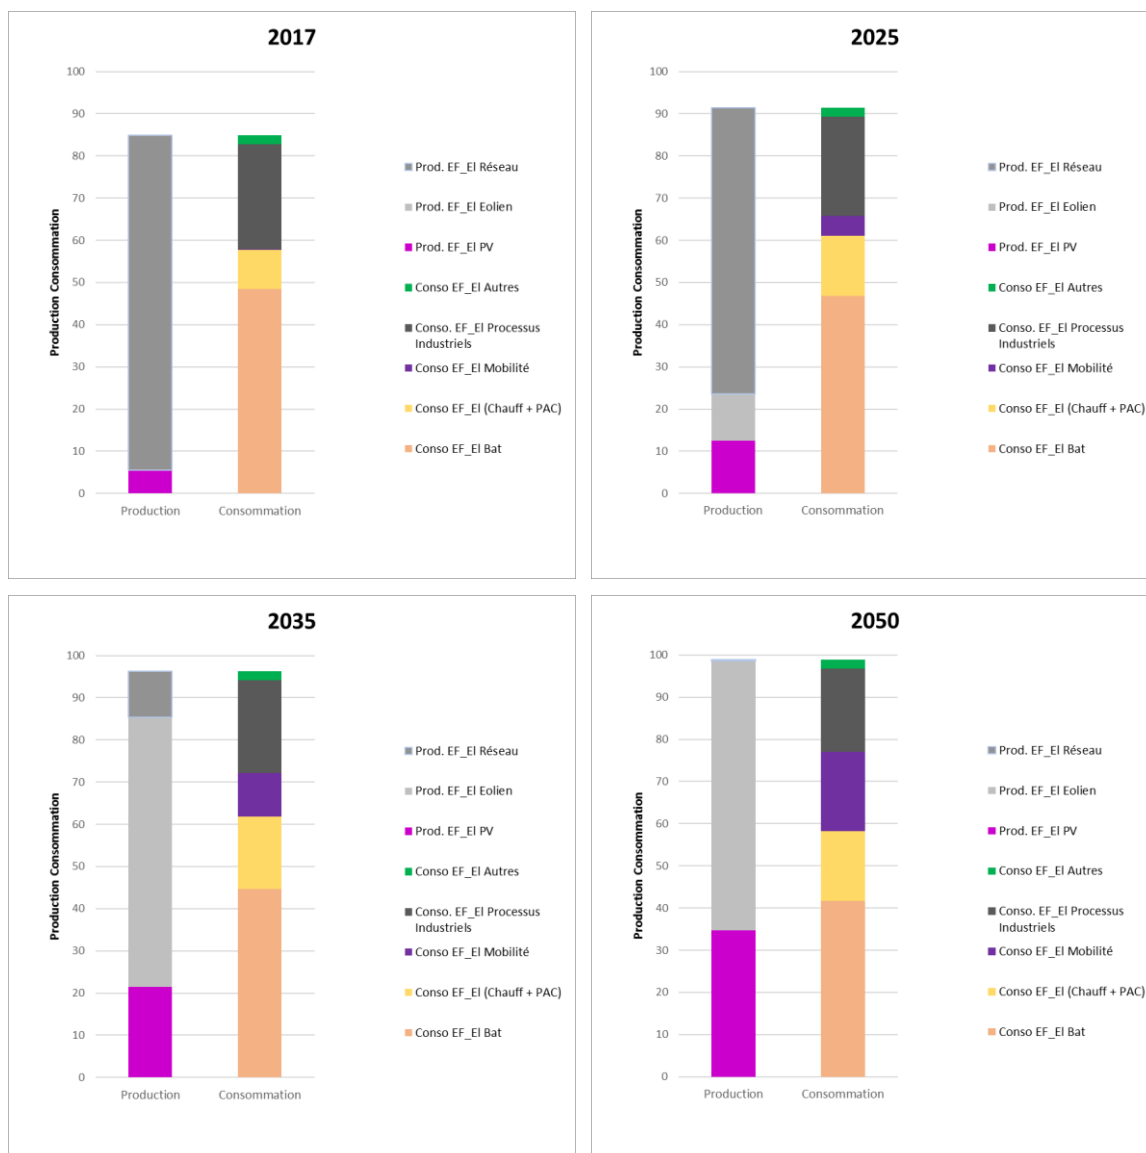 2017
100
90
80
70
60
50
40
30
20
10
0
Production Consommation
Production
Consommation
Prod. EF_El Réseau
Prod. EF_El Eolien
Prod. EF_El PV
Conso EF_El Autres
Conso. EF_El Processus
Industriels
Conso EF_El Mobilité
Conso EF_El (Chauff + PAC)
Conso EF_El Bat
2025
100
90
80
70
60
50
40
30
20
10
0
Production Consommation
Production
Consommation
Prod. EF_El Réseau
Prod. EF_El Eolien
Prod. EF_El PV
Conso EF_El Autres
Conso. EF_El Processus
Industriels
Conso EF_El Mobilité
Conso EF_El (Chauff + PAC)
Conso EF_El Bat
2035
100
90
80
70
60
50
40
30
20
10
0
Production Consommation
Production
Consommation
Prod. EF_El Réseau
Prod. EF_El Eolien
Prod. EF_El PV
Conso EF_El Autres
Conso. EF_El Processus
Industriels
Conso EF_El Mobilité
Conso EF_El (Chauff + PAC)
Conso EF_El Bat
2050
100
90
80
70
60
50
40
30
20
10
0
Production Consommation
Production
Consommation
Prod. EF_El Réseau
Prod. EF_El Eolien
Prod. EF_El PV
Conso EF_El Autres
Conso. EF_El Processus
Industriels
Conso EF_El Mobilité
Conso EF_El (Chauff + PAC)
Conso EF_El Bat